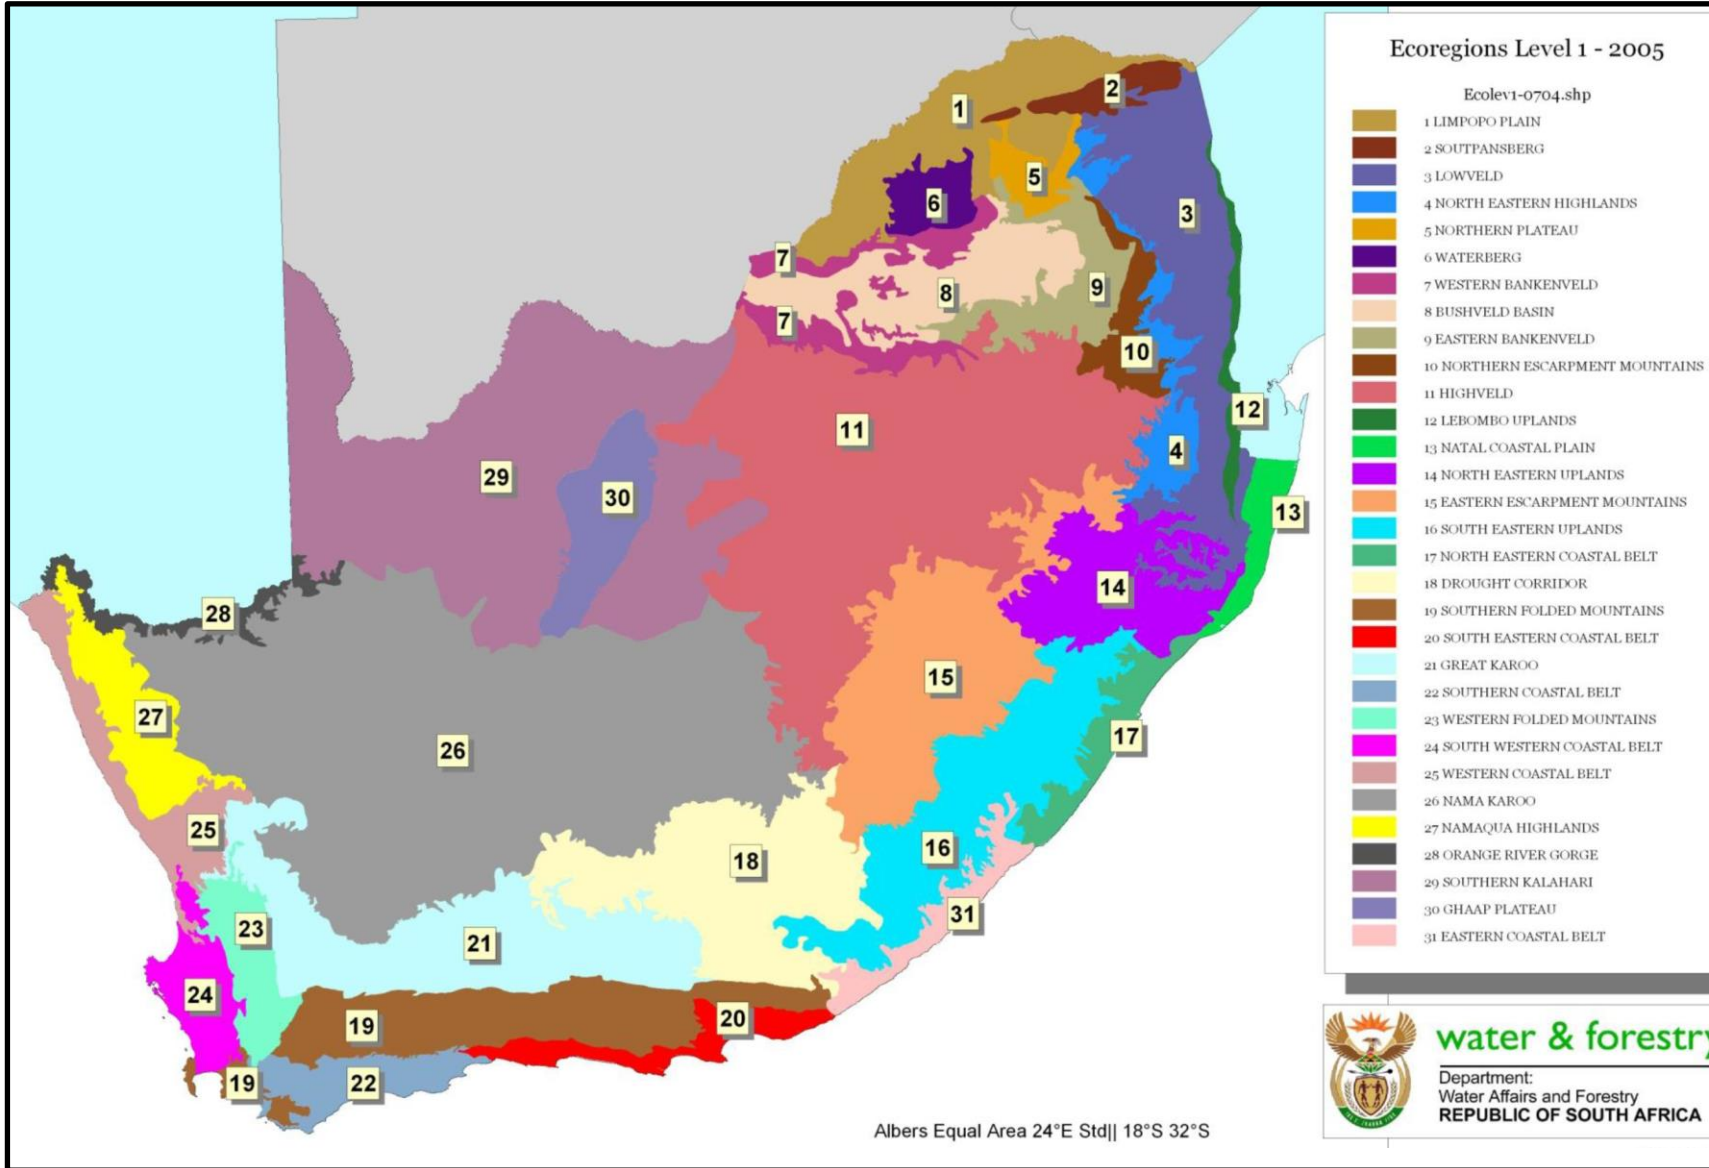 Ecoregions Level 1 - 2005
Ecolev1-0704.shp
1 LIMPOPO PLAIN
2 SOUTPANSBERG
3 LOWVELD
4 NORTH EASTERN HIGHLANDS
5 NORTHERN PLATEAU
6 WATERBERG
7 WESTERN BANKENVELD
8 BUSHVELD BASIN
9 EASTERN BANKENVELD
10 NORTHERN ESCARPMENT MOUNTAINS
11 HIGHVELD
12 LEBOMBO UPLANDS
13 NATAL COASTAL PLAIN
14 NORTH EASTERN UPLANDS
15 EASTERN ESCARPMENT MOUNTAINS
16 SOUTH EASTERN UPLANDS
17 NORTH EASTERN COASTAL BELT
18 DROUGHT CORRIDOR
19 SOUTHERN FOLDED MOUNTAINS
20 SOUTH EASTERN COASTAL BELT
21 GREAT KAROO
22 SOUTHERN COASTAL BELT
23 WESTERN FOLDED MOUNTAINS
24 SOUTH WESTERN COASTAL BELT
25 WESTERN COASTAL BELT
26 NAMA KAROO
27 NAMAQUA HIGHLANDS
28 ORANGE RIVER GORGE
29 SOUTHERN KALAHARI
30 GHAAP PLATEAU
31 EASTERN COASTAL BELT
1
2
5
6
3
7
8
9
7
10
12
11
4
29
30
13
14
28
15
27
17
26
25
18
16
31
23
21
24
20
19
19
22
Albers Equal Area 24°E Std|| 18°S 32°S
water & forestry
Department:
Water Affairs and Forestry
REPUBLIC OF SOUTH AFRICA